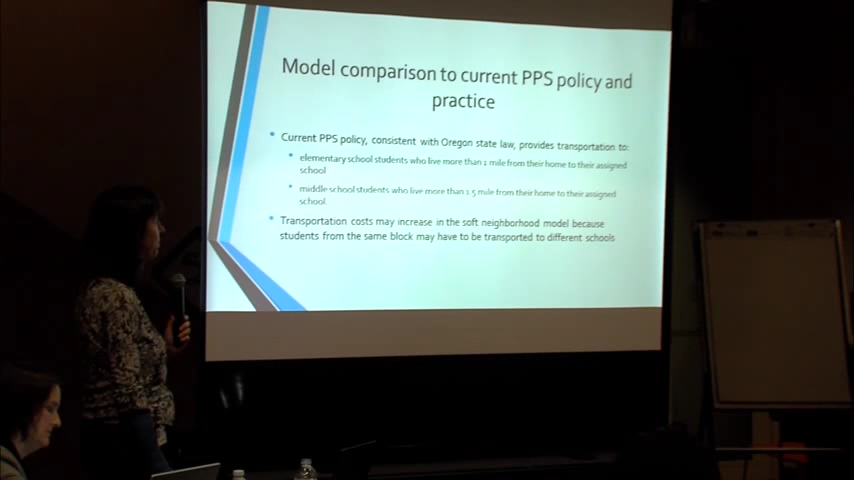 Model comparison to current PPS policy and
practice
Current PPS policy, consistent with Oregon state law, provides transportation to:
elementary school students who live more than 1 mile from their home to their assigned
school
middle school students who live more than 1.5 mile from their home to their assigned
school
Transportation costs may increase in the soft neighborhood model because
students from the same block may have to be transported to different schools